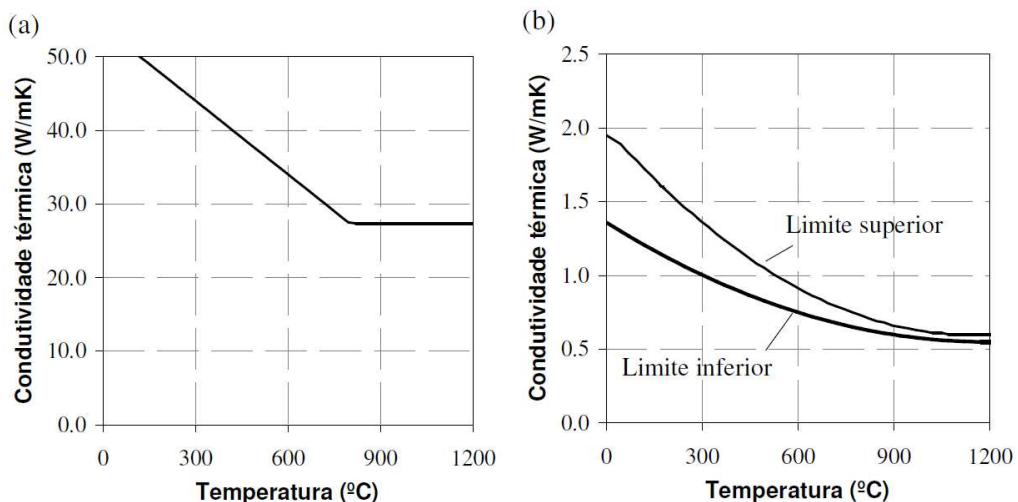 (a)
50.0
40.0
30.0
20.0
10.0
0.0
0 300 600 900 1200
Condutividade térmica (W/mK)
Temperatura (ºC)
(b)
2.5
2.0
1.5
1.0
0.5
0.0
0 300 600 900 1200
Condutividade térmica (W/mK)
Temperatura (ºC)
Limite superior
Limite inferior